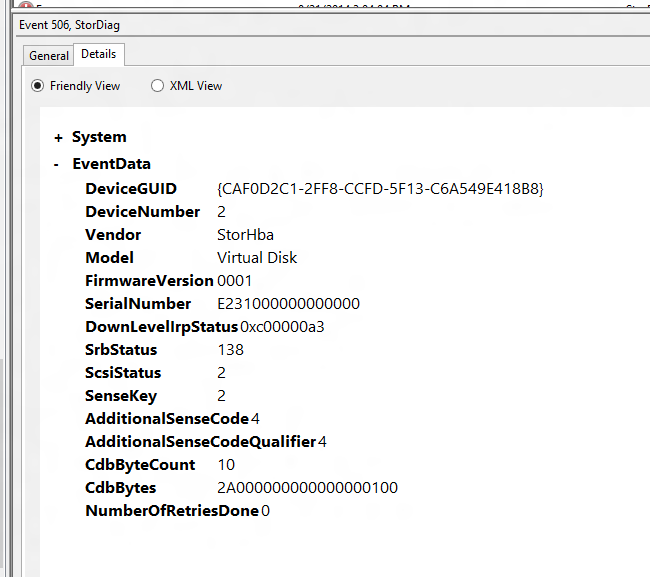 Event 506, StorDiag
General Details
Friendly View XML View
+ System
- EventData
DeviceGUID {CAF0D2C1-2FF8-CCFD-5F13-C6A549E418B8}
DeviceNumber 2
Vendor StorHba
Model Virtual Disk
FirmwareVersion 0001
SerialNumber E231000000000000
DownLevelIrpStatus 0xc00000a3
SrbStatus 138
ScsiStatus 2
SenseKey 2
AdditionalSenseCode 4
AdditionalSenseCodeQualifier 4
CdbByteCount 10
CdbBytes 2A000000000000000100
NumberOfRetriesDone 0